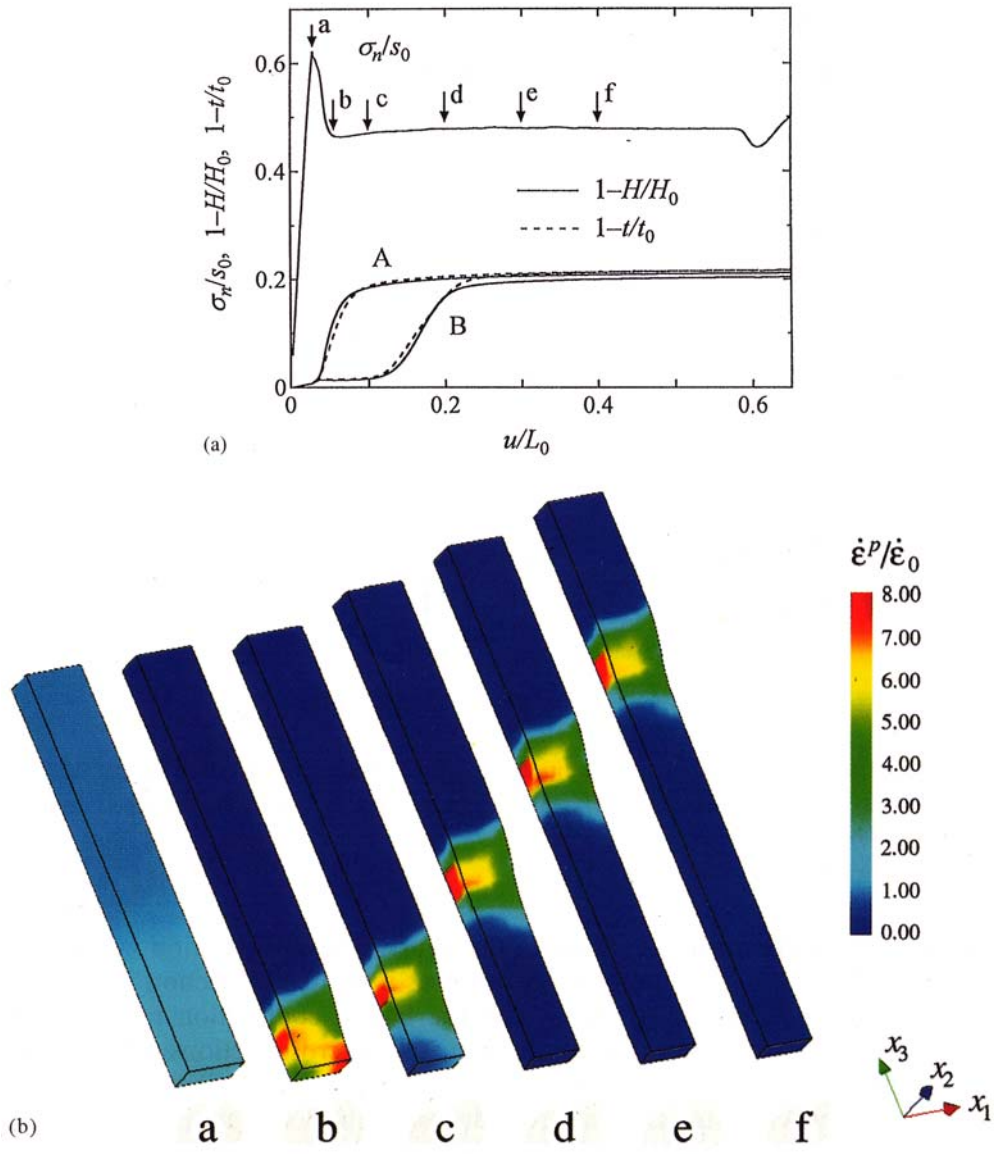 a
σₙ/s₀
0.6
b c d e f
0.4
1–H/H₀
1–t/t₀
A
0.2
B
0
0 0.2 0.4 0.6
σₙ/s₀, 1–H/H₀, 1–t/t₀
u/L₀
(a)
ε̇ᵖ/ε̇₀
8.00
7.00
6.00
5.00
4.00
3.00
2.00
1.00
0.00
x₃
x₂
x₁
(b)
a b c d e f